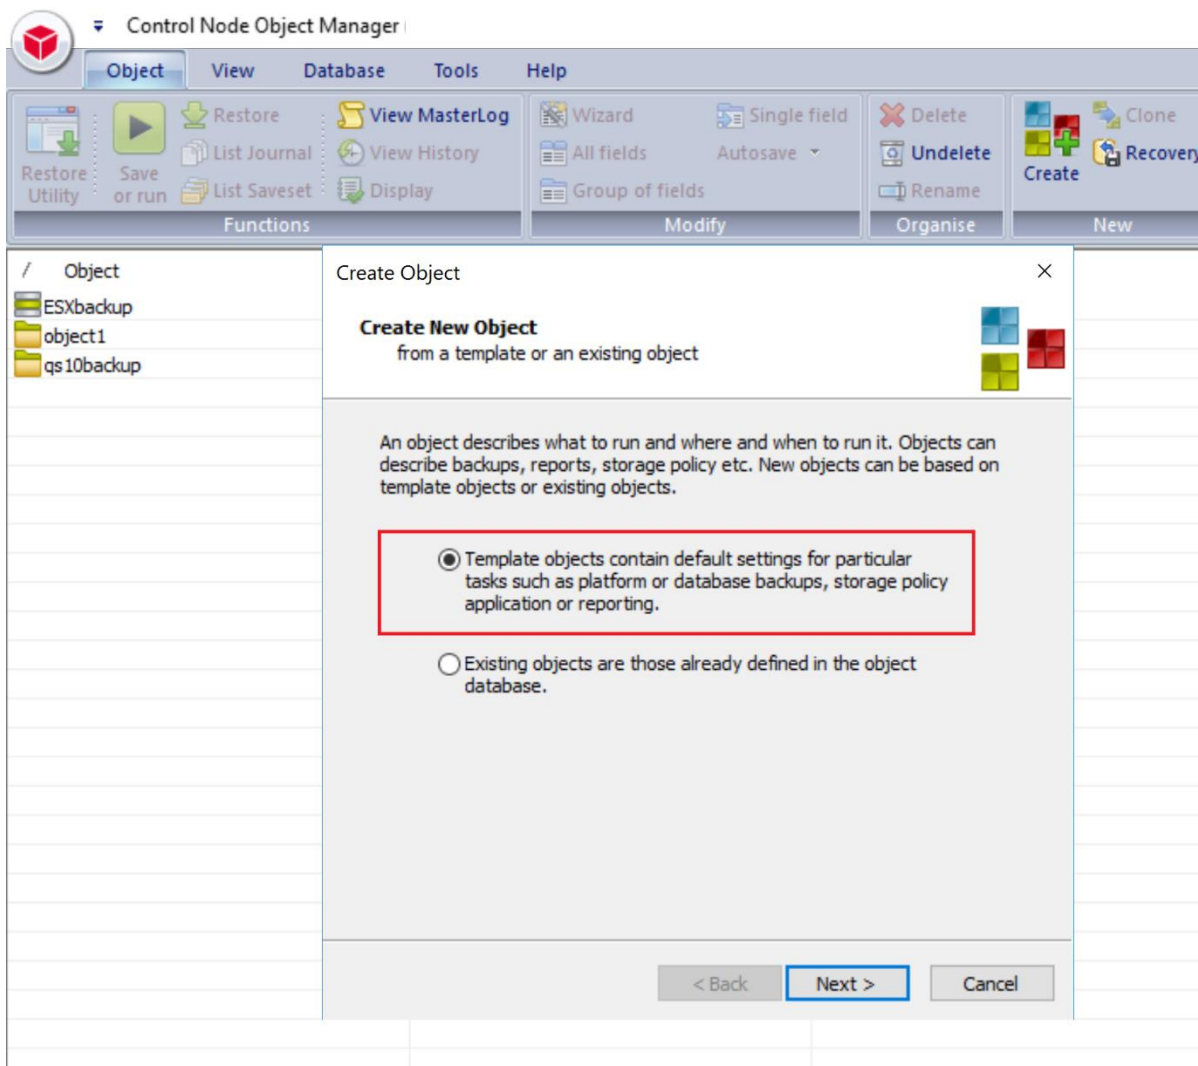 Control Node Object Manager
Object View Database Tools Help
Restore Utility
Save or run
Restore
List Journal
List Saveset
View MasterLog
View History
Display
Functions
Wizard
All fields
Group of fields
Single field
Autosave
Modify
Delete
Undelete
Rename
Organise
Create
Clone
Recovery
New
/ Object
ESXbackup
object1
qs10backup
Create Object
Create New Object
from a template or an existing object
An object describes what to run and where and when to run it. Objects can
describe backups, reports, storage policy etc. New objects can be based on
template objects or existing objects.
Template objects contain default settings for particular
tasks such as platform or database backups, storage policy
application or reporting.
Existing objects are those already defined in the object
database.
< Back Next > Cancel